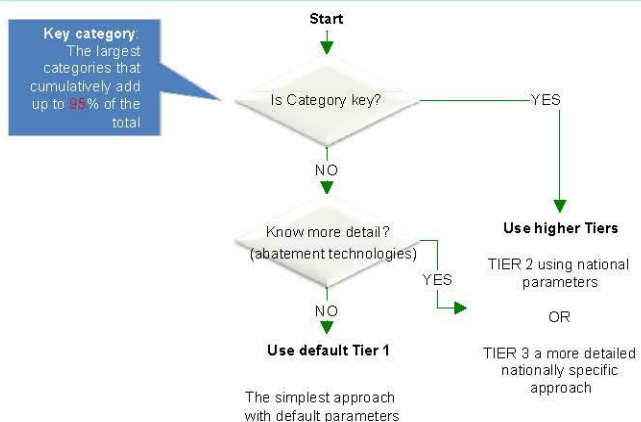 Key category:
The largest
categories that
cumulatively add
up to 95% of the
total
Start
Is Category key?
YES
NO
Know more detail?
(abatement technologies)
YES
NO
Use default Tier 1
The simplest approach
with default parameters
Use higher Tiers
TIER 2 using national
parameters
OR
TIER 3 a more detailed
nationally specific
approach